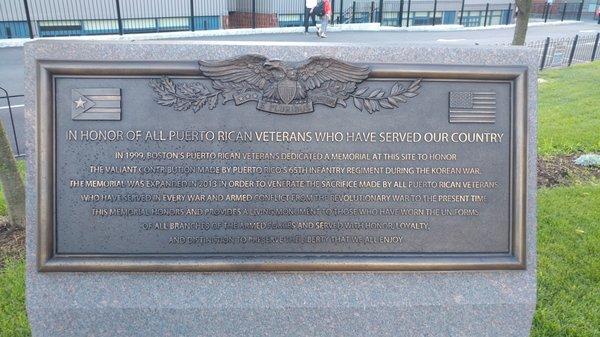 E PLURIBUS UNUM
IN HONOR OF ALL PUERTO RICAN VETERANS WHO HAVE SERVED OUR COUNTRY
IN 1999, BOSTON'S PUERTO RICAN VETERANS DEDICATED A MEMORIAL AT THIS SITE TO HONOR
THE VALIANT CONTRIBUTION MADE BY PUERTO RICO'S 65TH INFANTRY REGIMENT DURING THE KOREAN WAR.
THE MEMORIAL WAS EXPANDED IN 2013 IN ORDER TO VENERATE THE SACRIFICE MADE BY ALL PUERTO RICAN VETERANS
WHO HAVE SERVED IN EVERY WAR AND ARMED CONFLICT FROM THE REVOLUTIONARY WAR TO THE PRESENT TIME.
THIS MEMORIAL HONORS AND PROVIDES A LIVING MONUMENT TO THOSE WHO HAVE WORN THE UNIFORMS
OF ALL BRANCHES OF THE ARMED FORCES AND SERVED WITH HONOR, LOYALTY,
AND DISTINCTION TO PRESERVE THE LIBERTY THAT WE ALL ENJOY